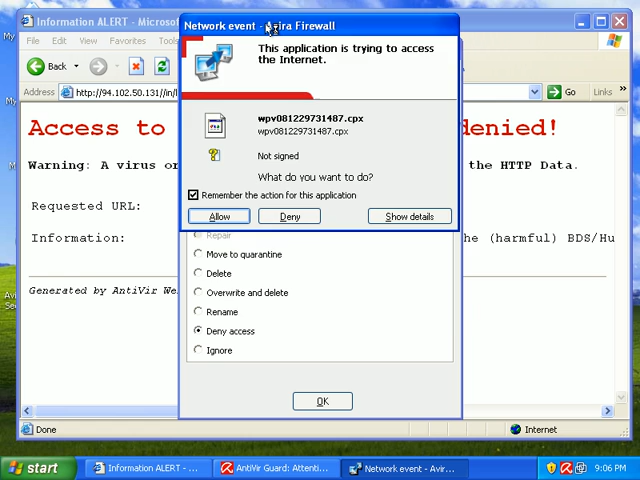 Information ALERT - Microsof
File Edit View Favorites Tools
Back
Address http://94.102.50.131//in/l
Go Links »
Access to denied!
Warning: A virus or the HTTP Data.
Requested URL:
Information: the (harmful) BDS/Hu
Generated by AntiVir We
Network event - Avira Firewall
This application is trying to access
the Internet.
wpv081229731487.cpx
wpv081229731487.cpx
Not signed
What do you want to do?
Remember the action for this application
Allow Deny Show details
Repair
Move to quarantine
Delete
Overwrite and delete
Rename
Deny access
Ignore
OK
Done Internet
start Information ALERT - ... AntiVir Guard: Attenti... Network event - Avir... 9:06 PM